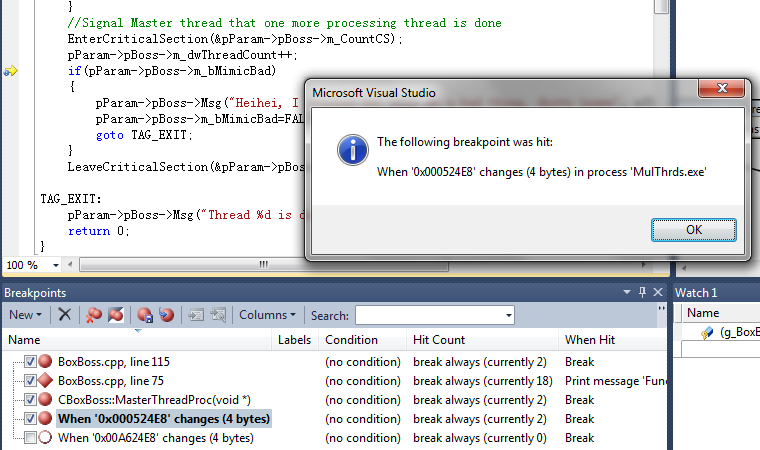 }
//Signal Master thread that one more processing thread is done
EnterCriticalSection(&pParam->pBoss->m_CountCS);
pParam->pBoss->m_dwThreadCount++;
if(pParam->pBoss->m_bMimicBad)
{
pParam->pBoss->Msg("Heihei, I
pParam->pBoss->m_bMimicBad=FAL
goto TAG_EXIT;
}
LeaveCriticalSection(&pParam->pBos
TAG_EXIT:
pParam->pBoss->Msg("Thread %d is d
return 0;
}
100 %
Microsoft Visual Studio
The following breakpoint was hit:
When '0x000524E8' changes (4 bytes) in process 'MulThrds.exe'
OK
Breakpoints
New
Columns
Search:
Name Labels Condition Hit Count When Hit
BoxBoss.cpp, line 115 (no condition) break always (currently 2) Break
BoxBoss.cpp, line 75 (no condition) break always (currently 18) Print message 'Fun
CBoxBoss::MasterThreadProc(void *) (no condition) break always (currently 2) Break
When '0x000524E8' changes (4 bytes) (no condition) break always (currently 2) Break
When '0x00A624E8' changes (4 bytes) (no condition) break always (currently 0) Break
Watch 1
Name
(g_BoxB